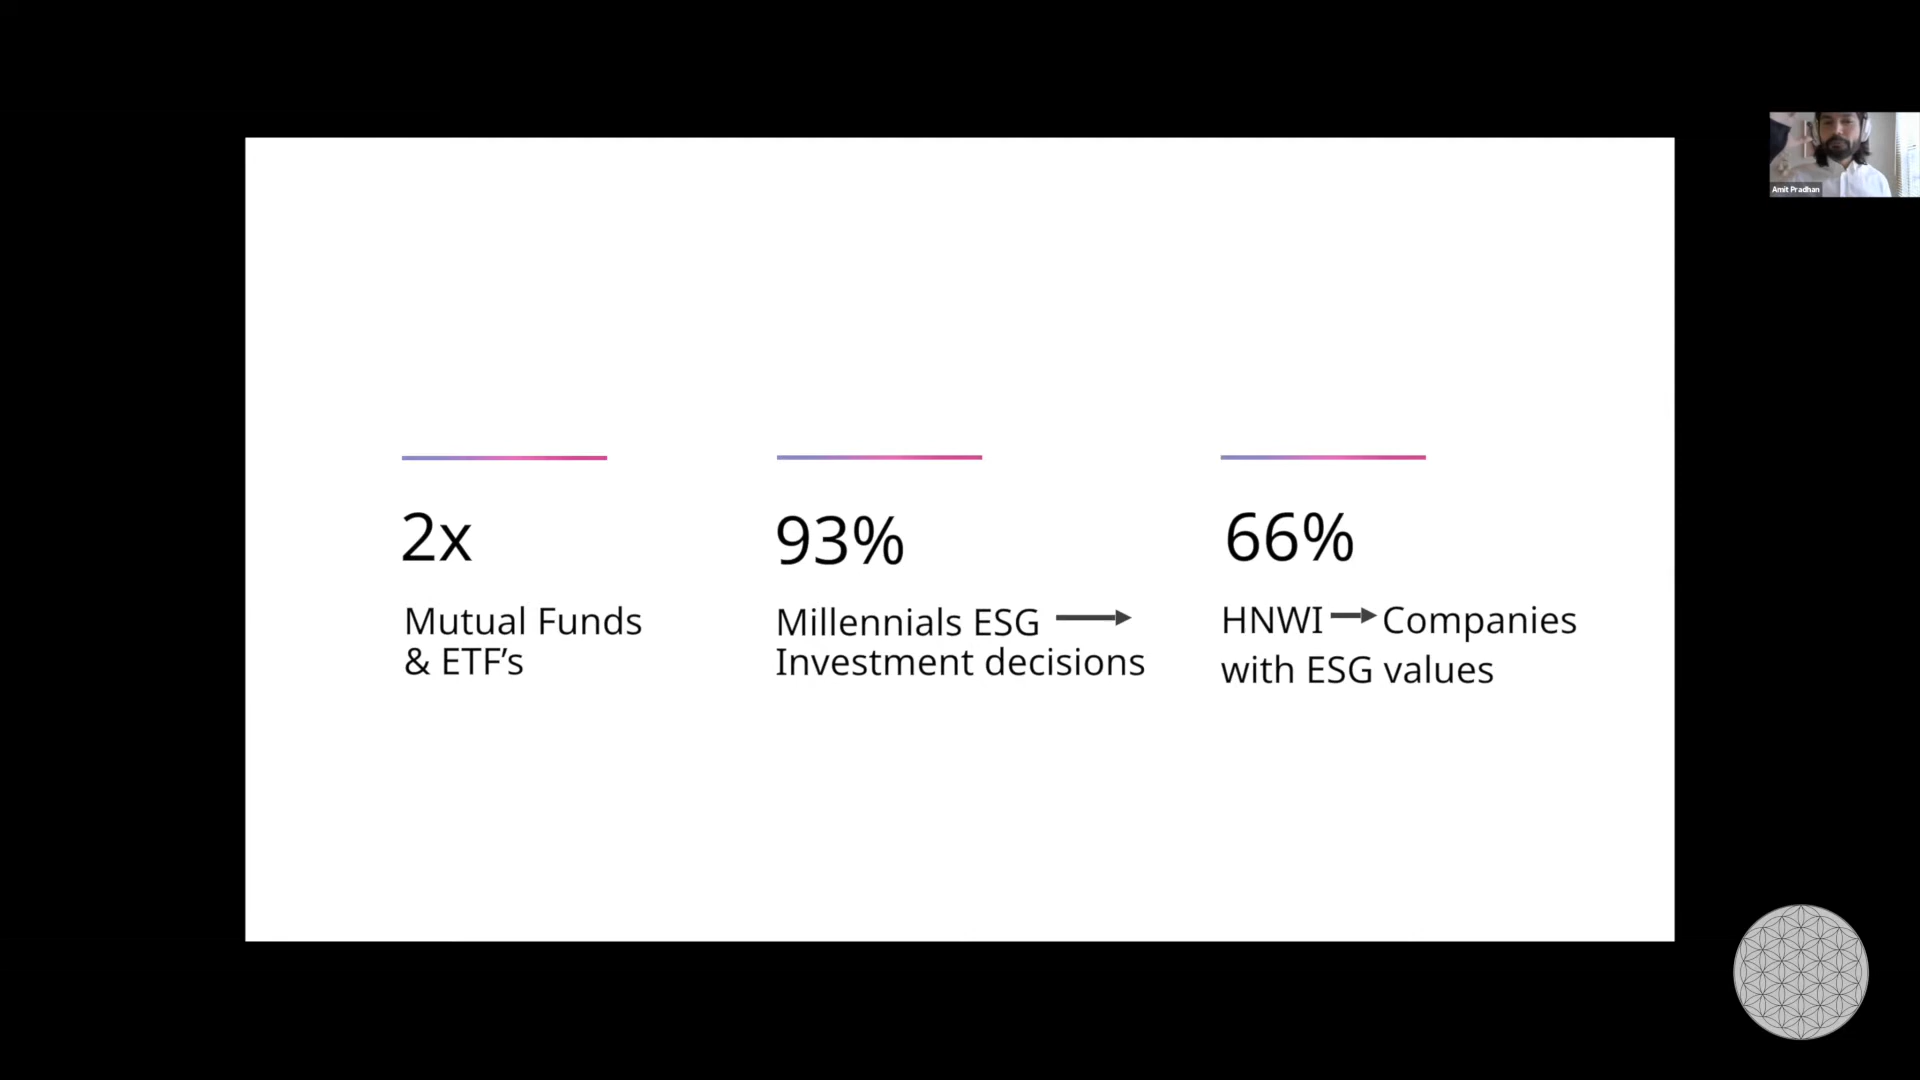 2x
Mutual Funds
& ETF’s
93%
Millennials ESG
Investment decisions
66%
HNWI Companies
with ESG values
Amit Pradhan